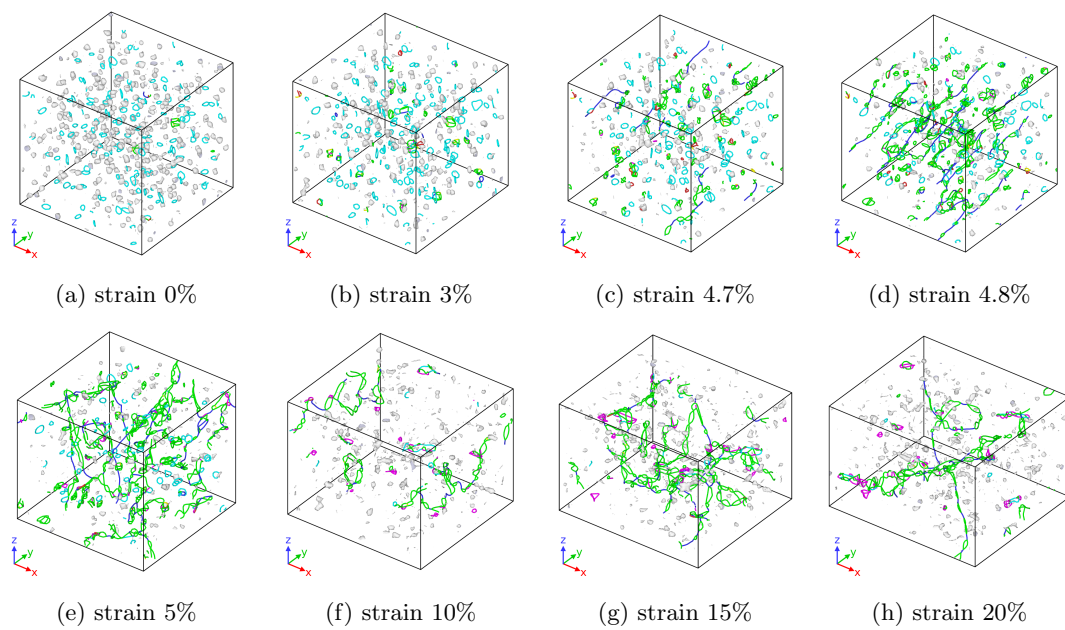 z y x z y x z y x z y x
(a) strain 0% (b) strain 3% (c) strain 4.7% (d) strain 4.8%
z y x z y x z y x z y x
(e) strain 5% (f) strain 10% (g) strain 15% (h) strain 20%